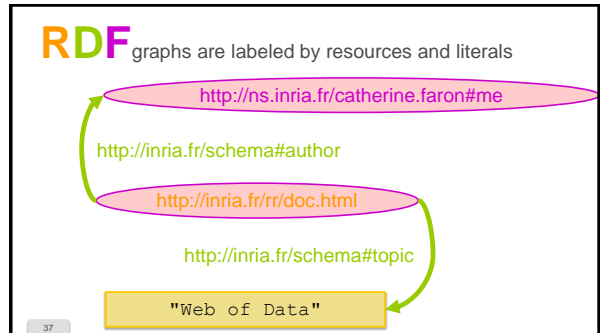 RDF graphs are labeled by resources and literals
http://ns.inria.fr/catherine.faron#me
http://inria.fr/schema#author
http://inria.fr/rr/doc.html
http://inria.fr/schema#topic
"Web of Data"
37